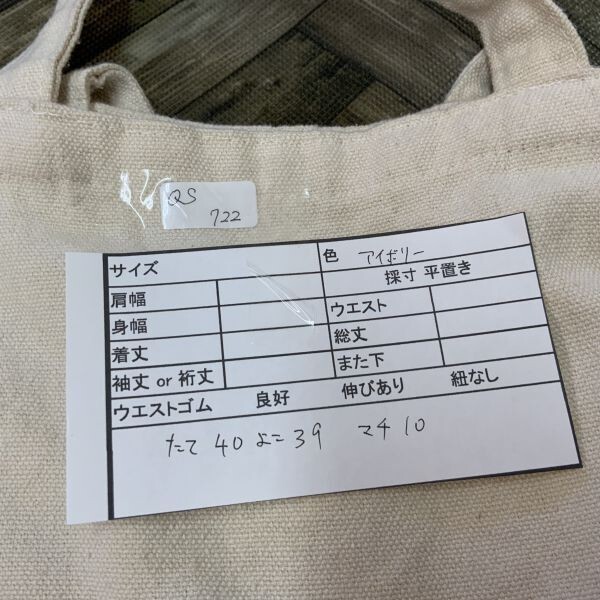 QS
722
サイズ
色 アイボリー
肩幅
採寸 平置き
身幅
ウエスト
着丈
総丈
袖丈 or 裄丈
また下
ウエストゴム 良好 伸びあり 紐なし
たて 40 よこ 39 マチ 10